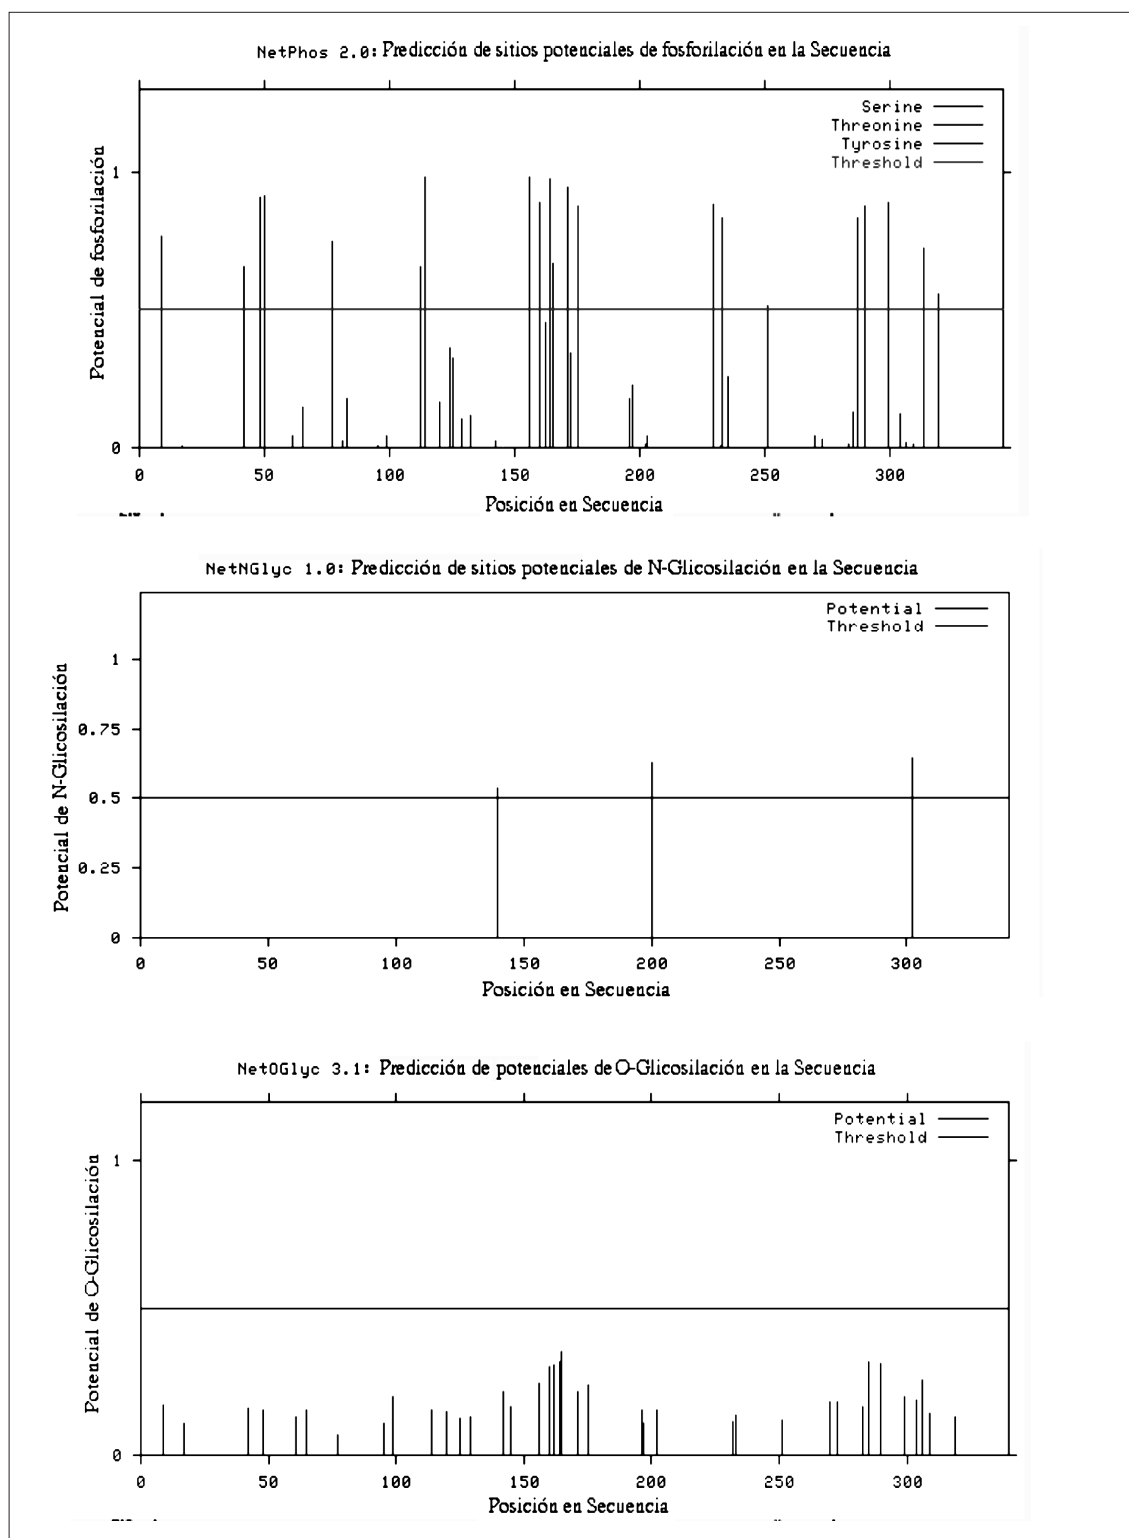 NetPhos 2.0: Predicción de sitios potenciales de fosforilación en la Secuencia
Serine
Threonine
Tyrosine
Threshold
Potencial de fosforilación
1
0
0 50 100 150 200 250 300
Posición en Secuencia
NetNGlyc 1.0: Predicción de sitios potenciales de N-Glicosilación en la Secuencia
Potential
Threshold
Potencial de N-Glicosilación
1
0.75
0.5
0.25
0
0 50 100 150 200 250 300
Posición en Secuencia
NetOGlyc 3.1: Predicción de potenciales de O-Glicosilación en la Secuencia
Potential
Threshold
Potencial de O-Glicosilación
1
0
0 50 100 150 200 250 300
Posición en Secuencia